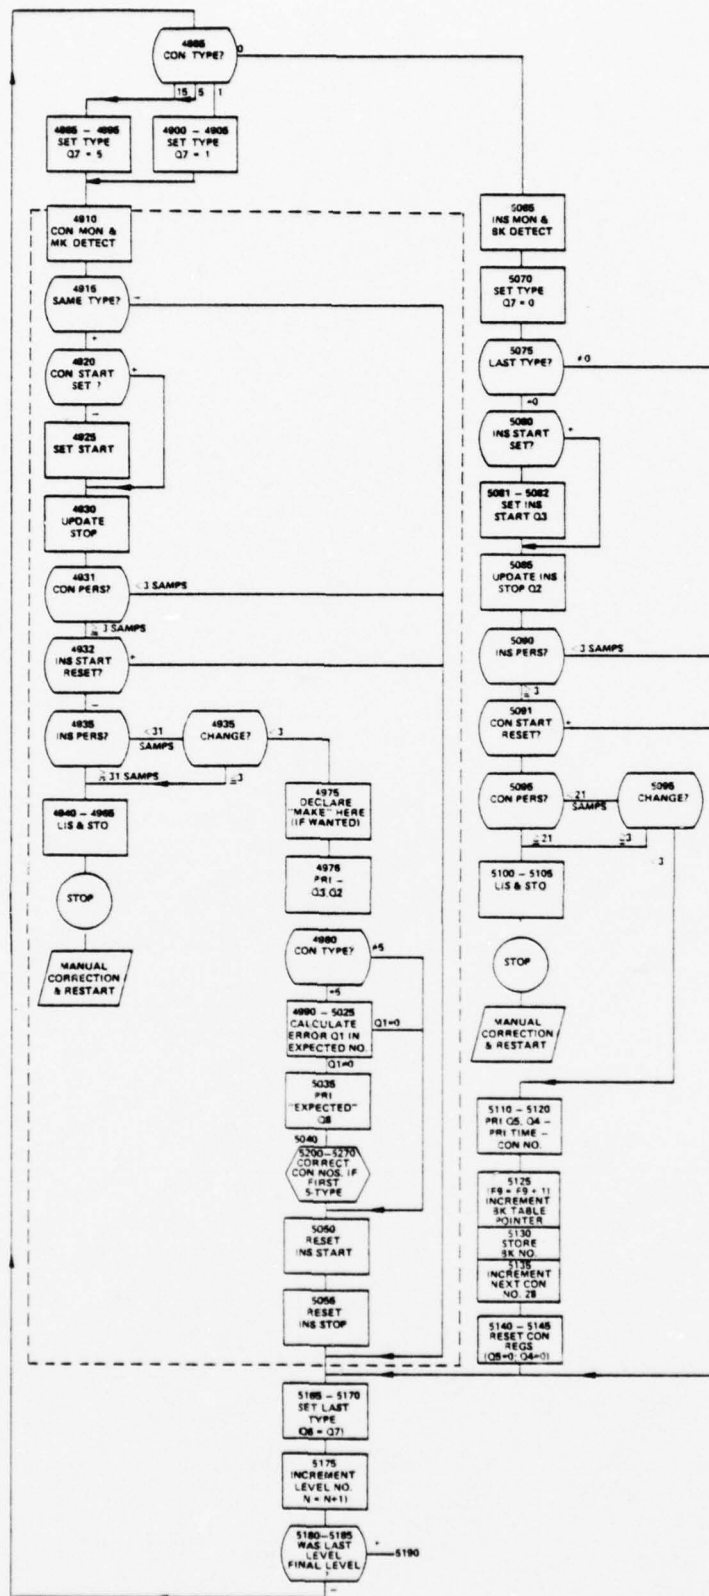 4865
CON TYPE?
0
15
5
1
4885 – 4895
SET TYPE
Q7 = 5
4900 – 4905
SET TYPE
Q7 = 1
4910
CON MON &
MK DETECT
4915
SAME TYPE?
–
+
4920
CON START
SET ?
+
–
4925
SET START
4930
UPDATE
STOP
4931
CON PERS?
<3 SAMPS
≥ 3 SAMPS
4932
INS START
RESET?
+
–
4935
INS PERS?
<31
SAMPS
4935
CHANGE?
<3
≥31 SAMPS
≥3
4940 – 4965
LIS & STO
STOP
MANUAL
CORRECTION
& RESTART
4975
DECLARE
"MAKE" HERE
(IF WANTED)
4976
PRI –
Q3,Q2
4980
CON TYPE?
≠5
=5
4990 – 5025
CALCULATE
ERROR Q1 IN
EXPECTED NO.
Q1=0
Q1≠0
5035
PRI
"EXPECTED"
Q8
5040
5200–5270
CORRECT
CON NOS. IF
FIRST
5-TYPE
5050
RESET
INS START
5055
RESET
INS STOP
5065
INS MON &
BK DETECT
5070
SET TYPE
Q7 = 0
5075
LAST TYPE?
≠0
=0
5080
INS START
SET?
+
5081 – 5082
SET INS
START Q3
5085
UPDATE INS
STOP Q2
5090
INS PERS?
<3 SAMPS
≥3
5091
CON START
RESET?
+
5095
CON PERS?
<21
SAMPS
5095
CHANGE?
≥21
≥3
<3
5100 – 5105
LIS & STO
STOP
MANUAL
CORRECTION
& RESTART
5110 – 5120
PRI Q5, Q4 –
PRI TIME –
CON NO.
5125
(F9 = F9 + 1)
INCREMENT
BK TABLE
POINTER
5130
STORE
BK NO.
5135
INCREMENT
NEXT CON
NO. 28
5140 – 5145
RESET CON
REGS
(Q5=0; Q4=0)
5165 – 5170
SET LAST
TYPE
(Q6 = Q7)
5175
INCREMENT
LEVEL NO.
N = N+1)
5180–5185
WAS LAST
LEVEL
FINAL LEVEL
?
+
5190
–